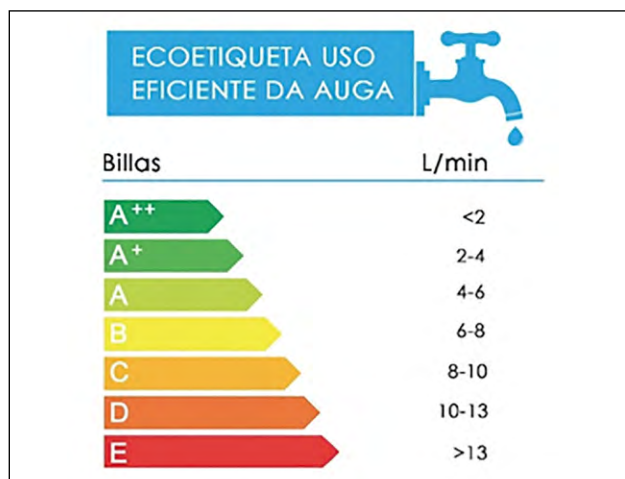 ECOETIQUETA USO
EFICIENTE DA AUGA
Billas L/min
A++ <2
A+ 2-4
A 4-6
B 6-8
C 8-10
D 10-13
E >13